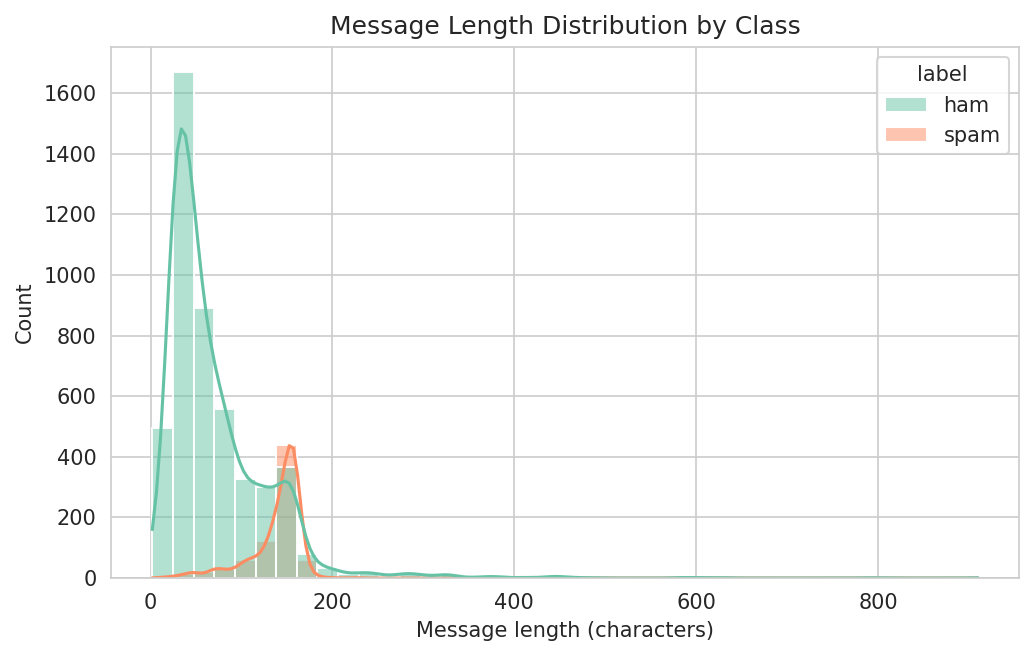 Message Length Distribution by Class
label
ham
spam
1600
1400
1200
1000
800
600
400
200
0
Count
0 200 400 600 800
Message length (characters)